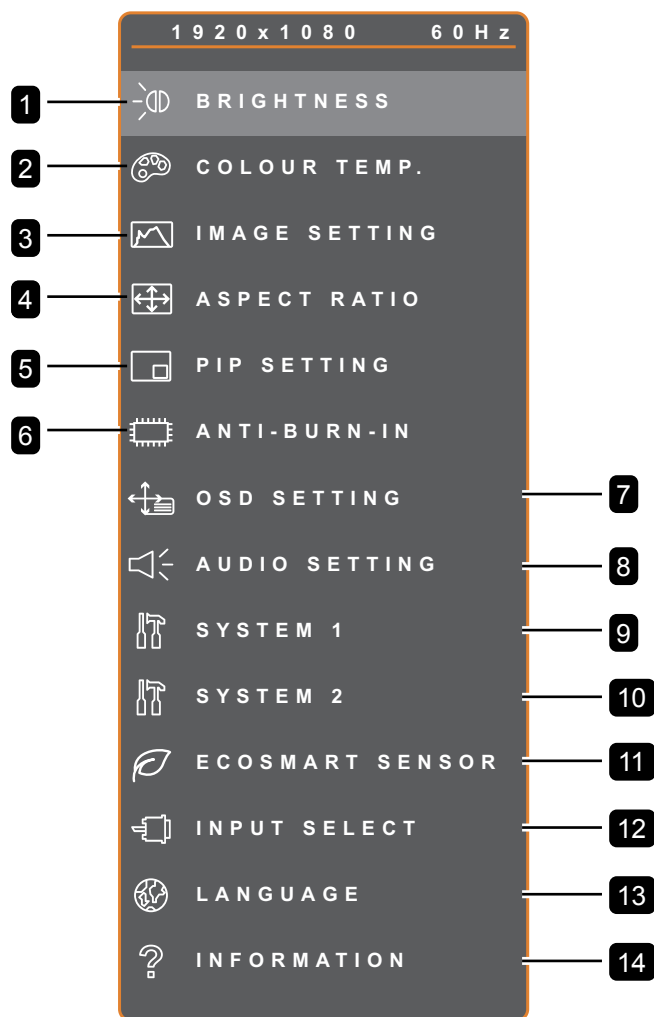 1920x1080 60Hz
1 BRIGHTNESS
2 COLOUR TEMP.
3 IMAGE SETTING
4 ASPECT RATIO
5 PIP SETTING
6 ANTI-BURN-IN
OSD SETTING 7
AUDIO SETTING 8
SYSTEM 1 9
SYSTEM 2 10
ECOSMART SENSOR 11
INPUT SELECT 12
LANGUAGE 13
INFORMATION 14